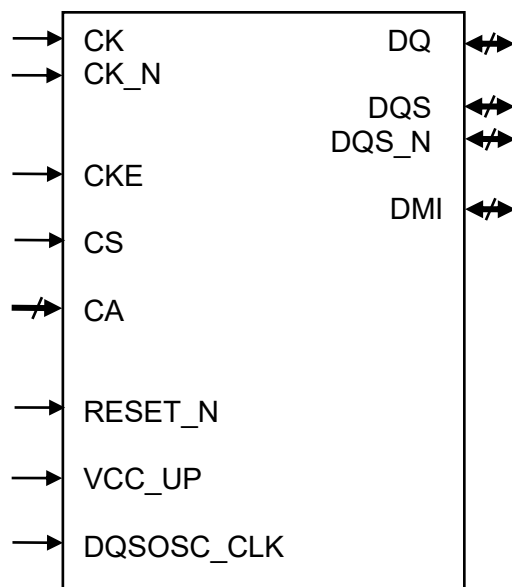 CK
CK_N
CKE
CS
CA
RESET_N
VCC_UP
DQSOSC_CLK
DQ
DQS
DQS_N
DMI